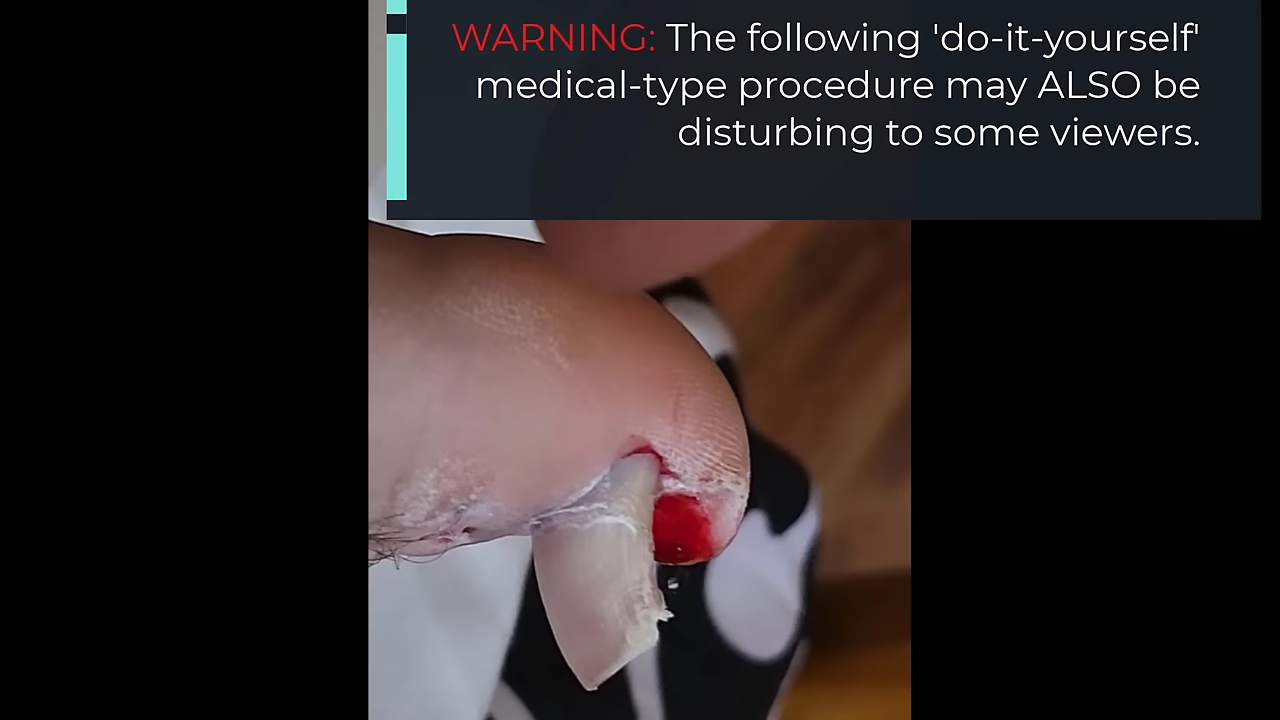 WARNING: The following 'do-it-yourself'
medical-type procedure may ALSO be
disturbing to some viewers.